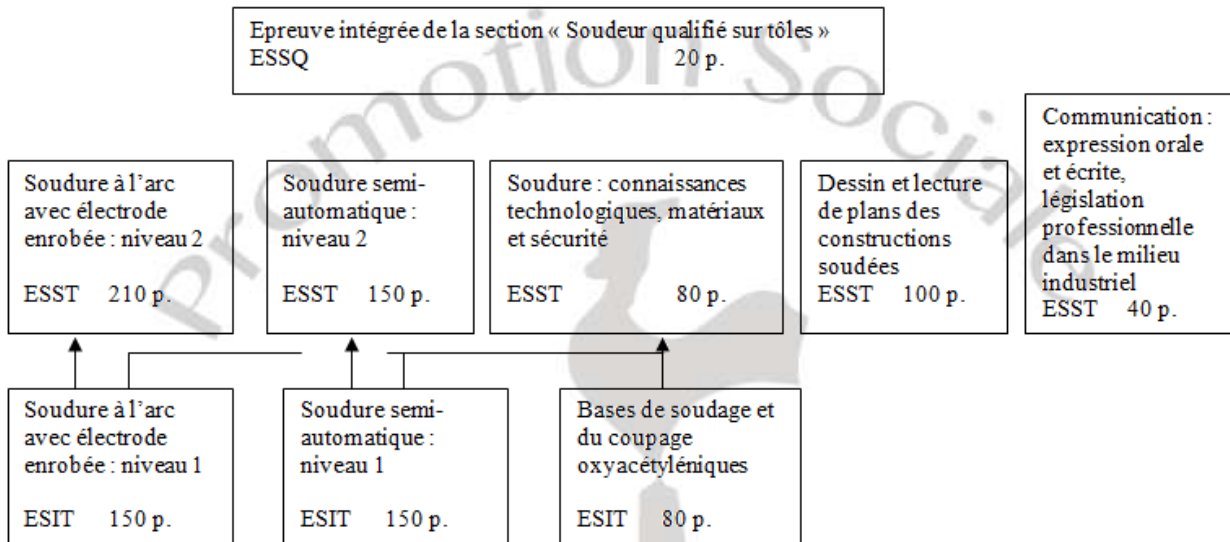 Epreuve intégrée de la section « Soudeur qualifié sur tôles »
ESSQ 20 p.
Promotion Sociale
Soudure à l'arc
avec électrode
enrobée : niveau 2
ESST 210 p.
Soudure semi-
automatique :
niveau 2
ESST 150 p.
Soudure : connaissances
technologiques, matériaux
et sécurité
ESST 80 p.
Dessin et lecture
de plans des
constructions
soudées
ESST 100 p.
Communication :
expression orale
et écrite,
législation
professionnelle
dans le milieu
industriel
ESST 40 p.
Soudure à l'arc
avec électrode
enrobée : niveau 1
ESIT 150 p.
Soudure semi-
automatique :
niveau 1
ESIT 150 p.
Bases de soudage et
du coupage
oxyacétyléniques
ESIT 80 p.